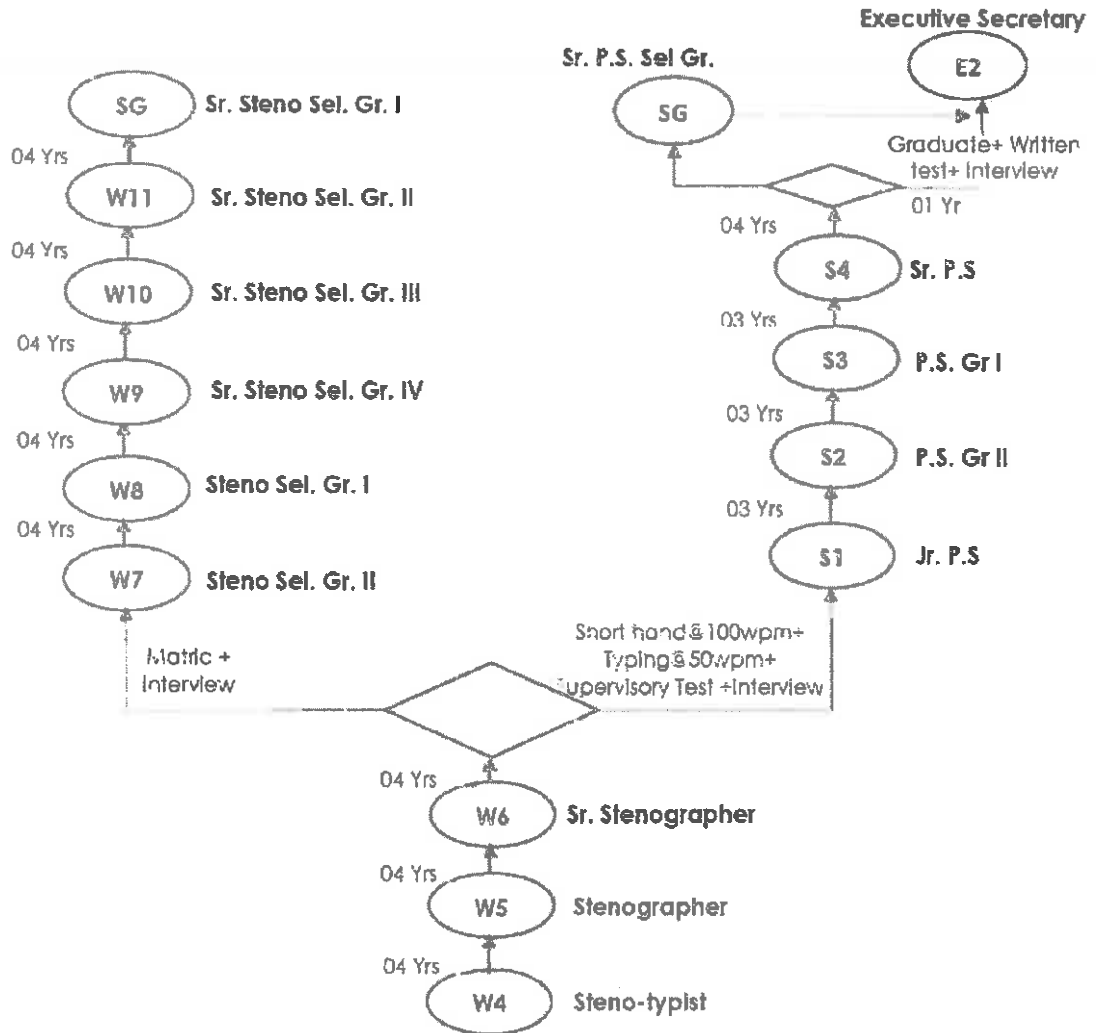 Executive Secretary
E2
Sr. P.S. Sel Gr.
SG
Graduate+ Written
test+ Interview
01 Yr
04 Yrs
S4
Sr. P.S
03 Yrs
S3
P.S. Gr I
03 Yrs
S2
P.S. Gr II
03 Yrs
S1
Jr. P.S
Short hand@100wpm+
Typing@50wpm+
Supervisory Test +Interview
SG
Sr. Steno Sel. Gr. I
04 Yrs
W11
Sr. Steno Sel. Gr. II
04 Yrs
W10
Sr. Steno Sel. Gr. III
04 Yrs
W9
Sr. Steno Sel. Gr. IV
04 Yrs
W8
Steno Sel. Gr. I
04 Yrs
W7
Steno Sel. Gr. II
Matric +
Interview
04 Yrs
W6
Sr. Stenographer
04 Yrs
W5
Stenographer
04 Yrs
W4
Steno-typist